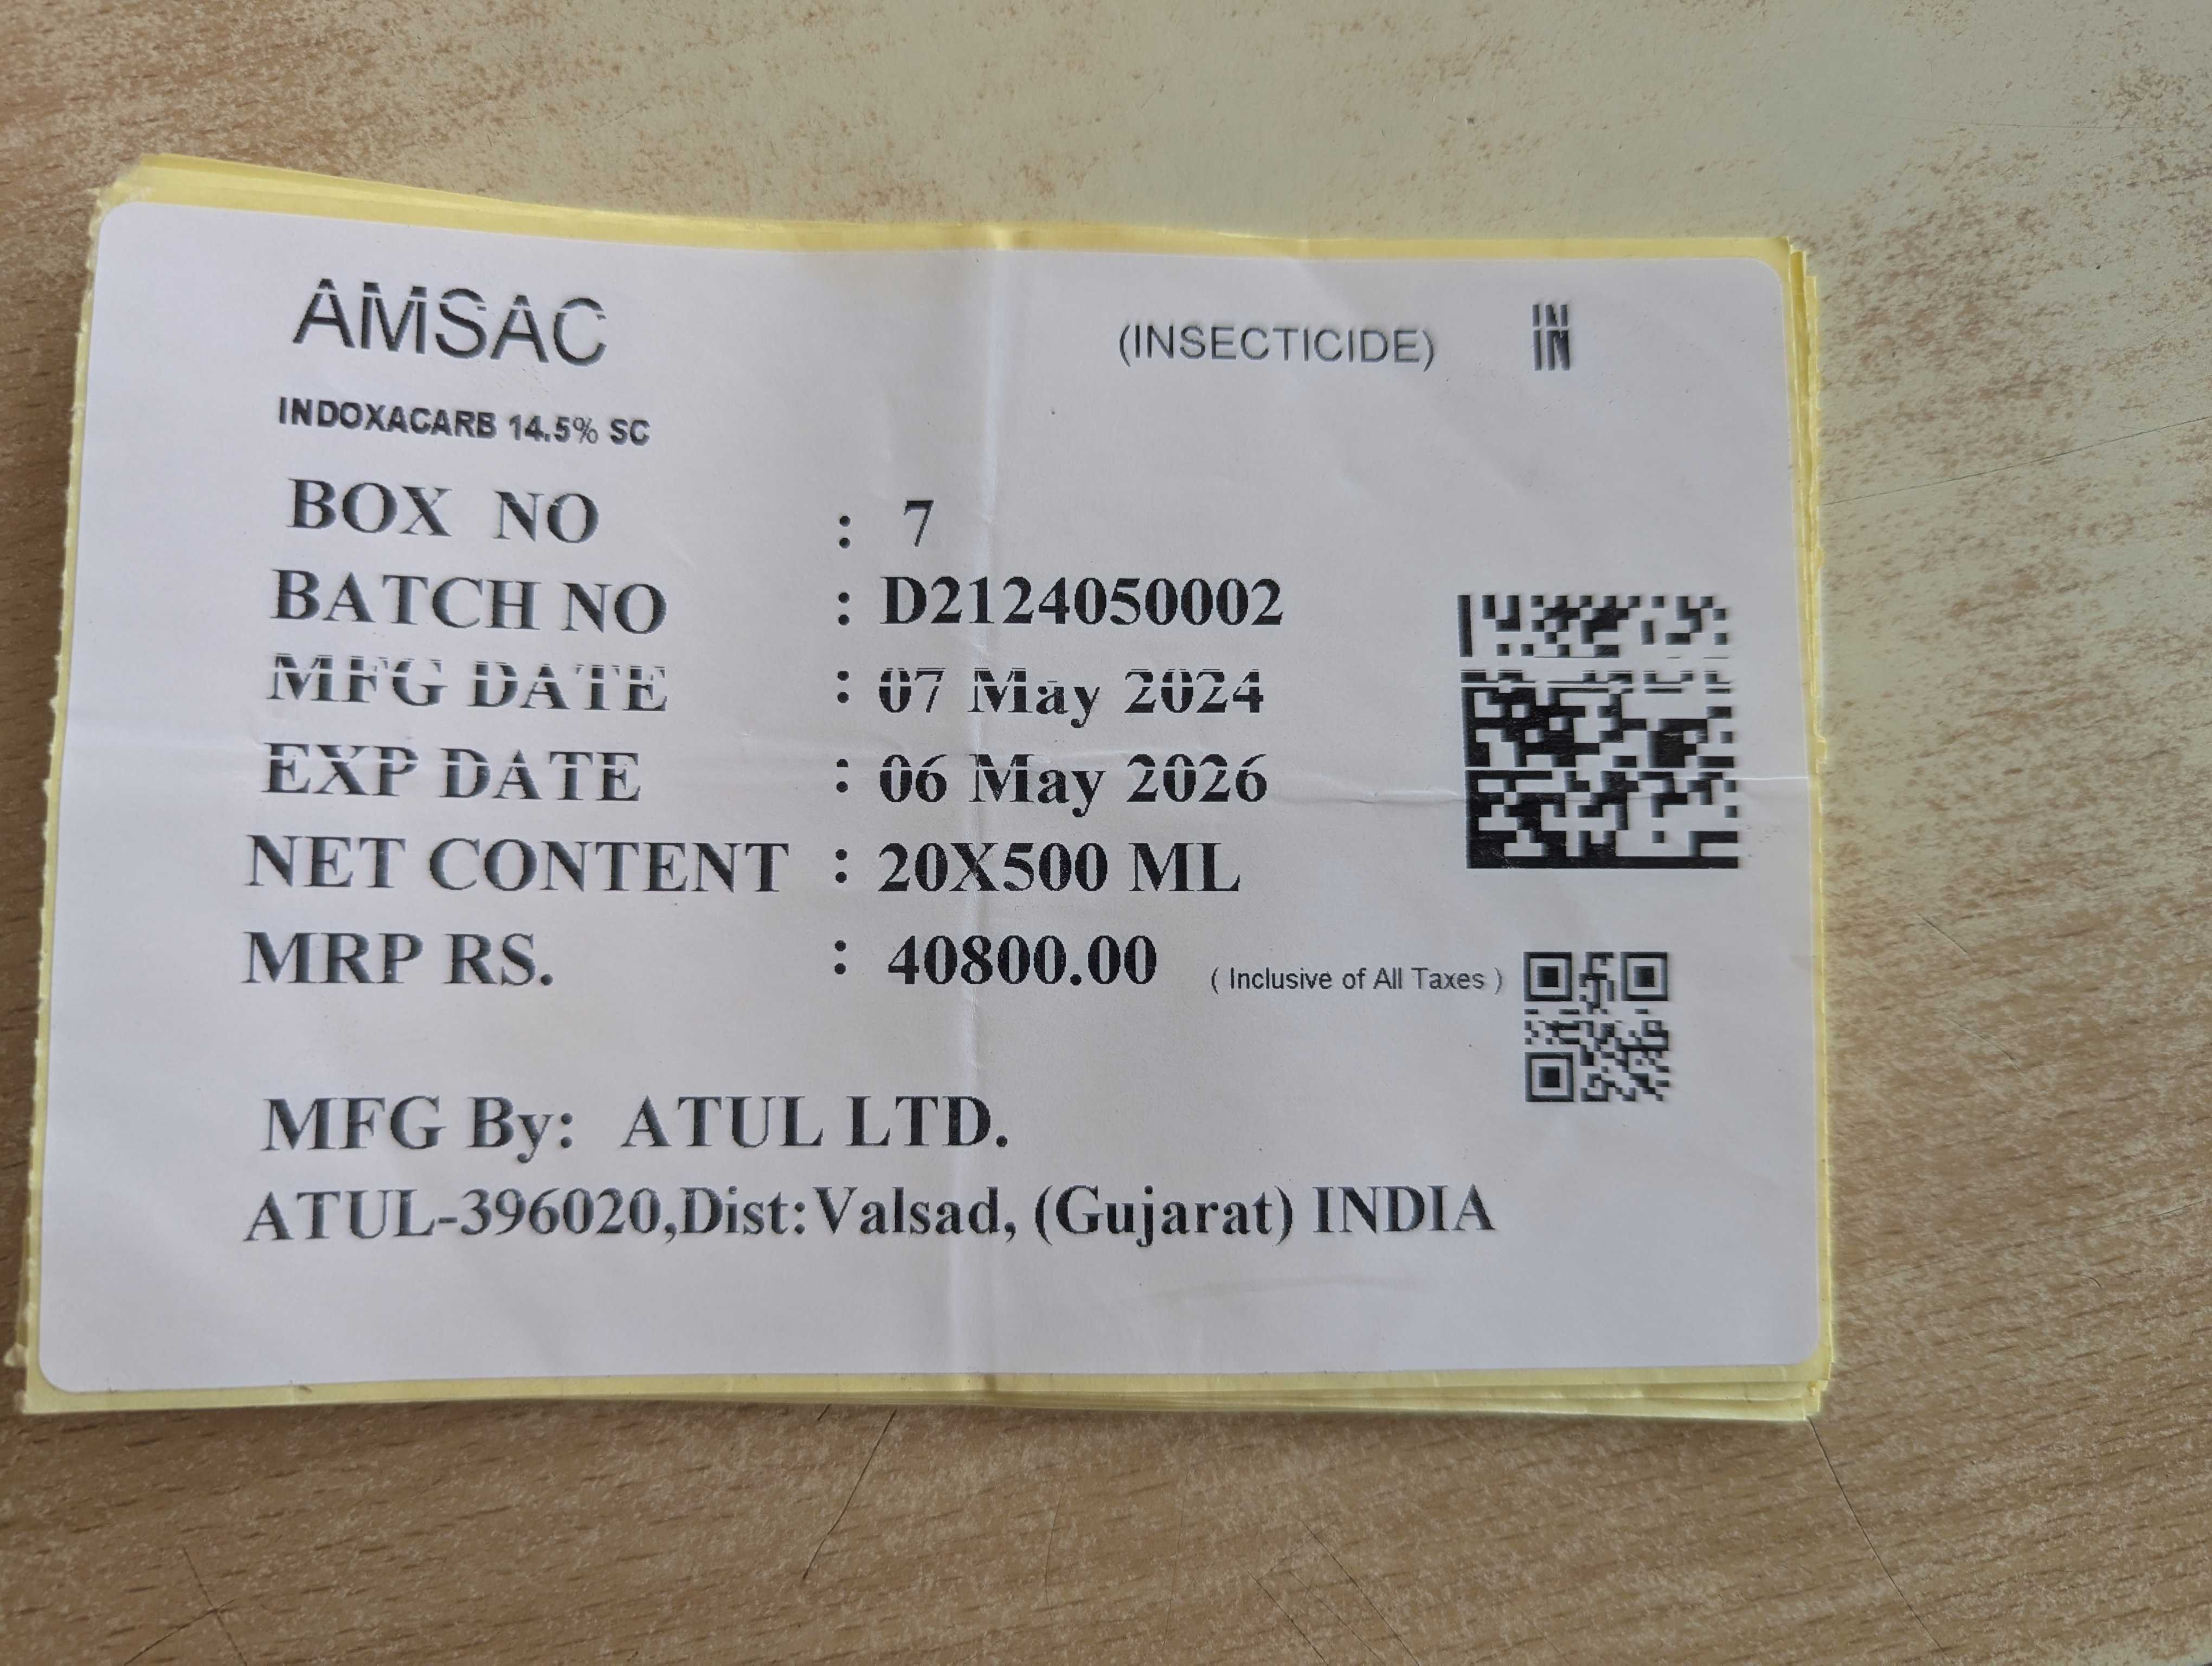 AMSAC (INSECTICIDE) IN
INDOXACARB 14.5% SC
BOX NO : 7
BATCH NO : D2124050002
MFG DATE : 07 May 2024
EXP DATE : 06 May 2026
NET CONTENT : 20X500 ML
MRP RS. : 40800.00 ( Inclusive of All Taxes )
MFG By: ATUL LTD.
ATUL-396020,Dist:Valsad, (Gujarat) INDIA